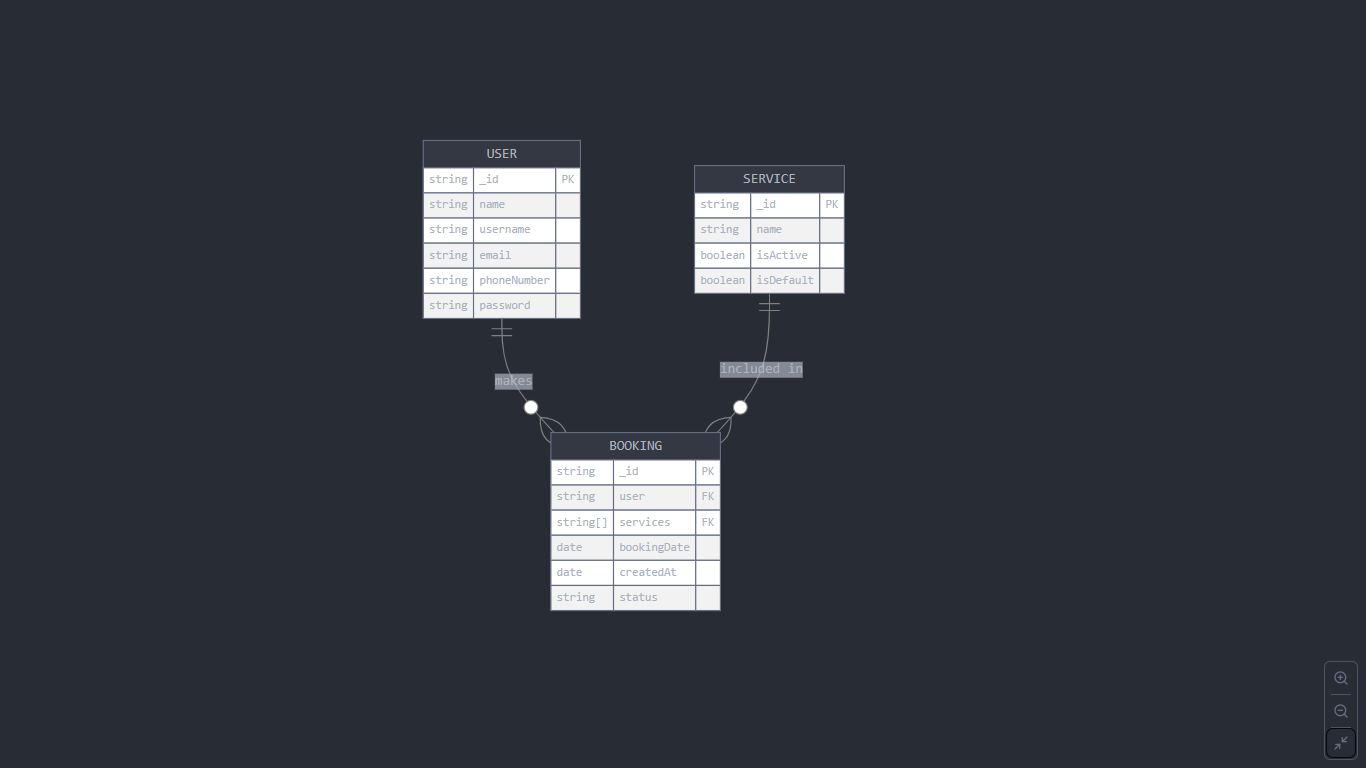 USER
string _id PK
string name
string username
string email
string phoneNumber
string password
SERVICE
string _id PK
string name
boolean isActive
boolean isDefault
makes
included in
BOOKING
string _id PK
string user FK
string[] services FK
date bookingDate
date createdAt
string status